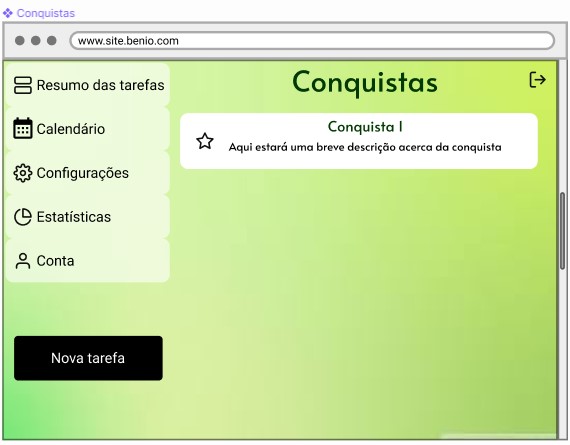 Conquistas
www.site.benio.com
Resumo das tarefas
Calendário
Configurações
Estatísticas
Conta
Nova tarefa
Conquistas
Conquista I
Aqui estará uma breve descrição acerca da conquista